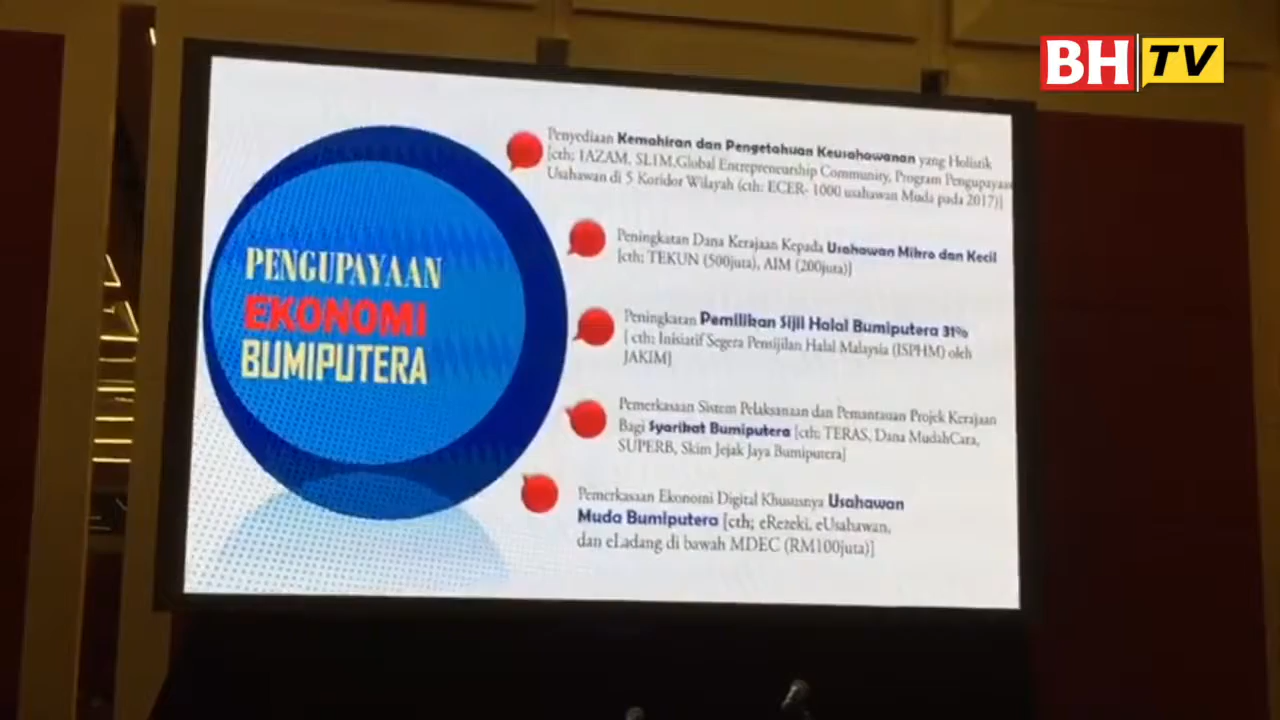 BH TV
PENGUPAYAAN
EKONOMI
BUMIPUTERA
Penyediaan Kemahiran dan Pengetahuan Keusahawanan yang Holistik
[cth; IAZAM, SLIM,Global Entrepreneurship Community, Program Pengupayaan
Usahawan di 5 Koridor Wilayah (cth: ECER- 1000 usahawan Muda pada 2017)]
Peningkatan Dana Kerajaan Kepada Usahawan Mikro dan Kecil
[cth; TEKUN (500juta), AIM (200juta)]
Peningkatan Pemilikan Sijil Halal Bumiputera 31%
[ cth; Inisiatif Segera Pensijilan Halal Malaysia (ISPHM) oleh
JAKIM]
Pemerkasaan Sistem Pelaksanaan dan Pemantauan Projek Kerajaan
Bagi Syarikat Bumiputera [cth; TERAS, Dana MudahCara,
SUPERB, Skim Jejak Jaya Bumiputera]
Pemerkasaan Ekonomi Digital Khususnya Usahawan
Muda Bumiputera [cth; eRezeki, eUsahawan,
dan eLadang di bawah MDEC (RM100juta)]